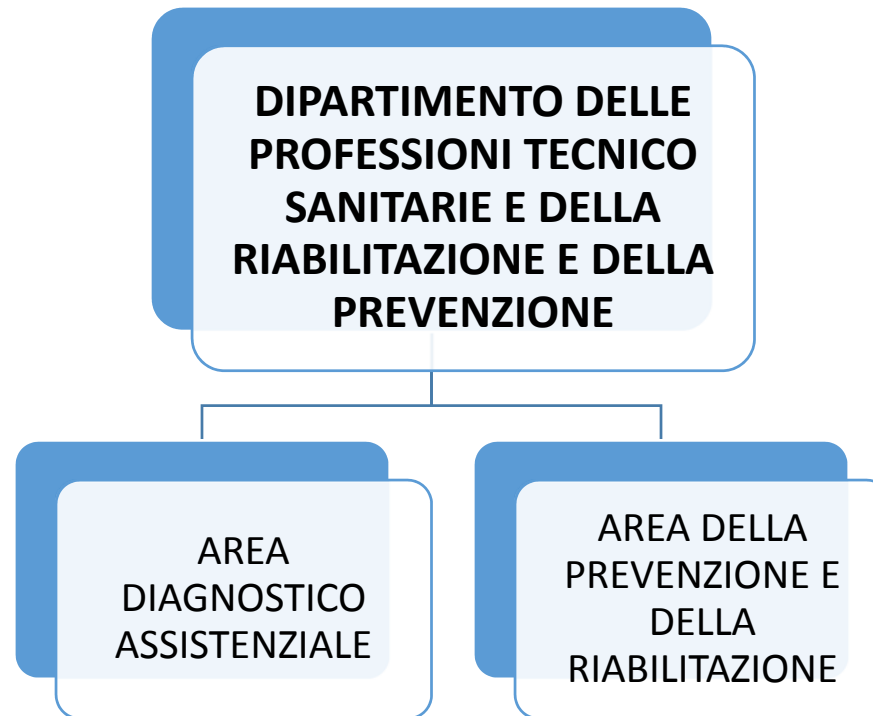 DIPARTIMENTO DELLE
PROFESSIONI TECNICO
SANITARIE E DELLA
RIABILITAZIONE E DELLA
PREVENZIONE
AREA
DIAGNOSTICO
ASSISTENZIALE
AREA DELLA
PREVENZIONE E
DELLA
RIABILITAZIONE